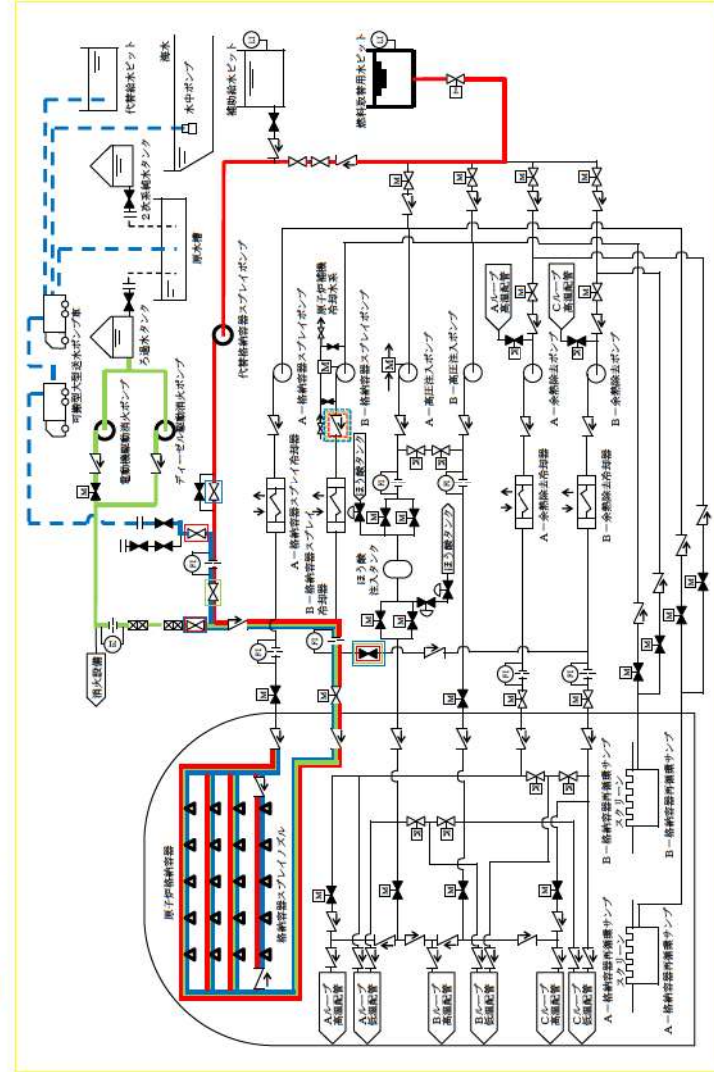 代替給水ピット
海水
水中ポンプ
補助給水ピット
燃料取替用水ピット
2次系純水タンク
原水槽
ろ過水タンク
可搬型大型送水ポンプ車
電動機駆動消火ポンプ
ディーゼル駆動消火ポンプ
代替格納容器スプレイポンプ
消火設備
原子炉補機
冷却水系
A-格納容器スプレイポンプ
B-格納容器スプレイポンプ
A-高圧注入ポンプ
B-高圧注入ポンプ
Aループ
高温配管
Cループ
高温配管
A-余熱除去ポンプ
B-余熱除去ポンプ
A-格納容器スプレイ冷却器
B-格納容器スプレイ
冷却器
ほう酸タンク
ほう酸
注入タンク
ほう酸タンク
A-余熱除去冷却器
B-余熱除去冷却器
原子炉格納容器
格納容器スプレイノズル
Aループ
高温配管
Aループ
低温配管
Bループ
高温配管
Bループ
低温配管
Cループ
高温配管
Cループ
低温配管
B-格納容器再循環サンプ
スクリーン
B-格納容器再循環サンプ
A-格納容器再循環サンプ
スクリーン
A-格納容器再循環サンプ